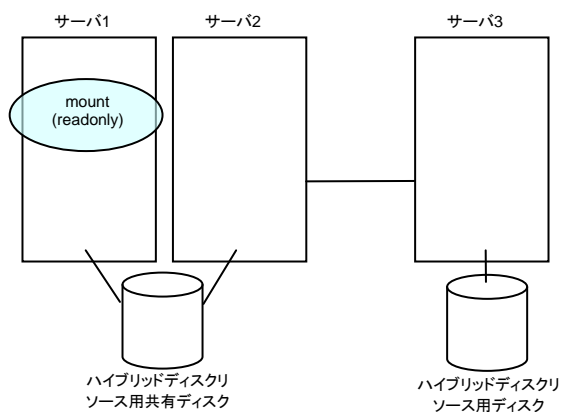 サーバ1
サーバ2
サーバ3
mount
(readonly)
ハイブリッドディスクリ
ソース用共有ディスク
ハイブリッドディスクリ
ソース用ディスク